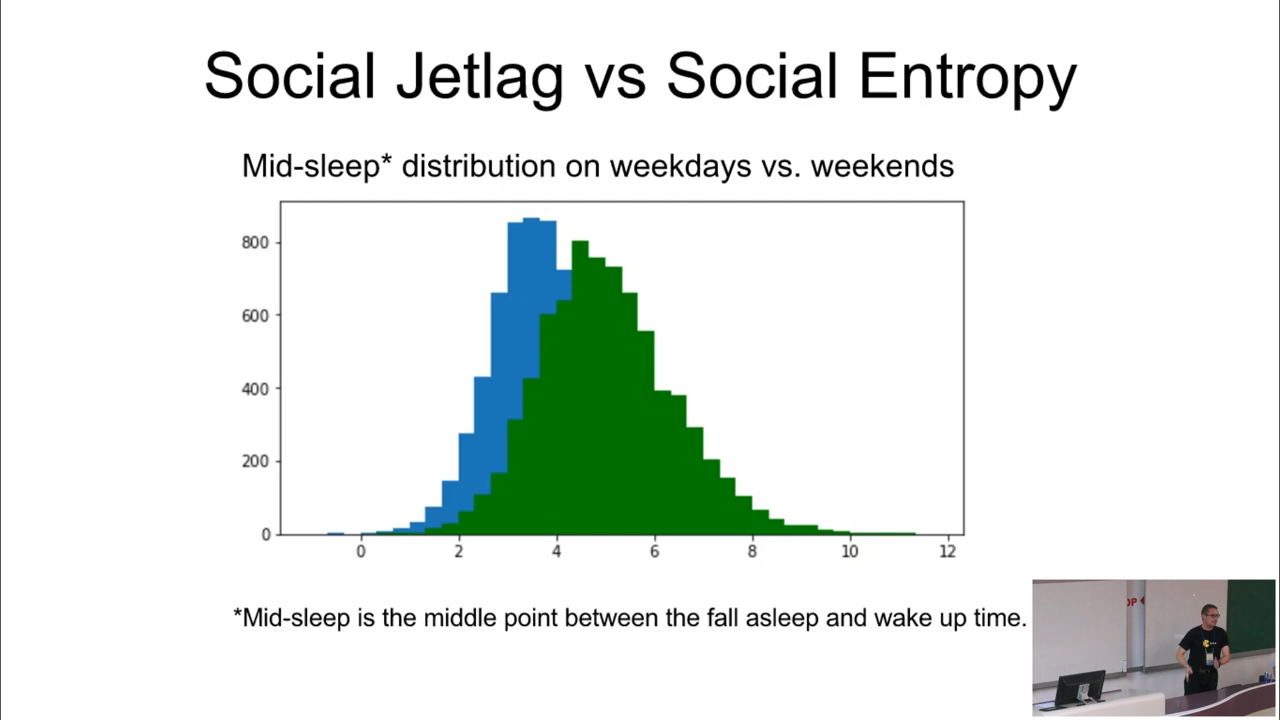 Social Jetlag vs Social Entropy
Mid-sleep* distribution on weekdays vs. weekends
800
600
400
200
0
0 2 4 6 8 10 12
*Mid-sleep is the middle point between the fall asleep and wake up time.
OP